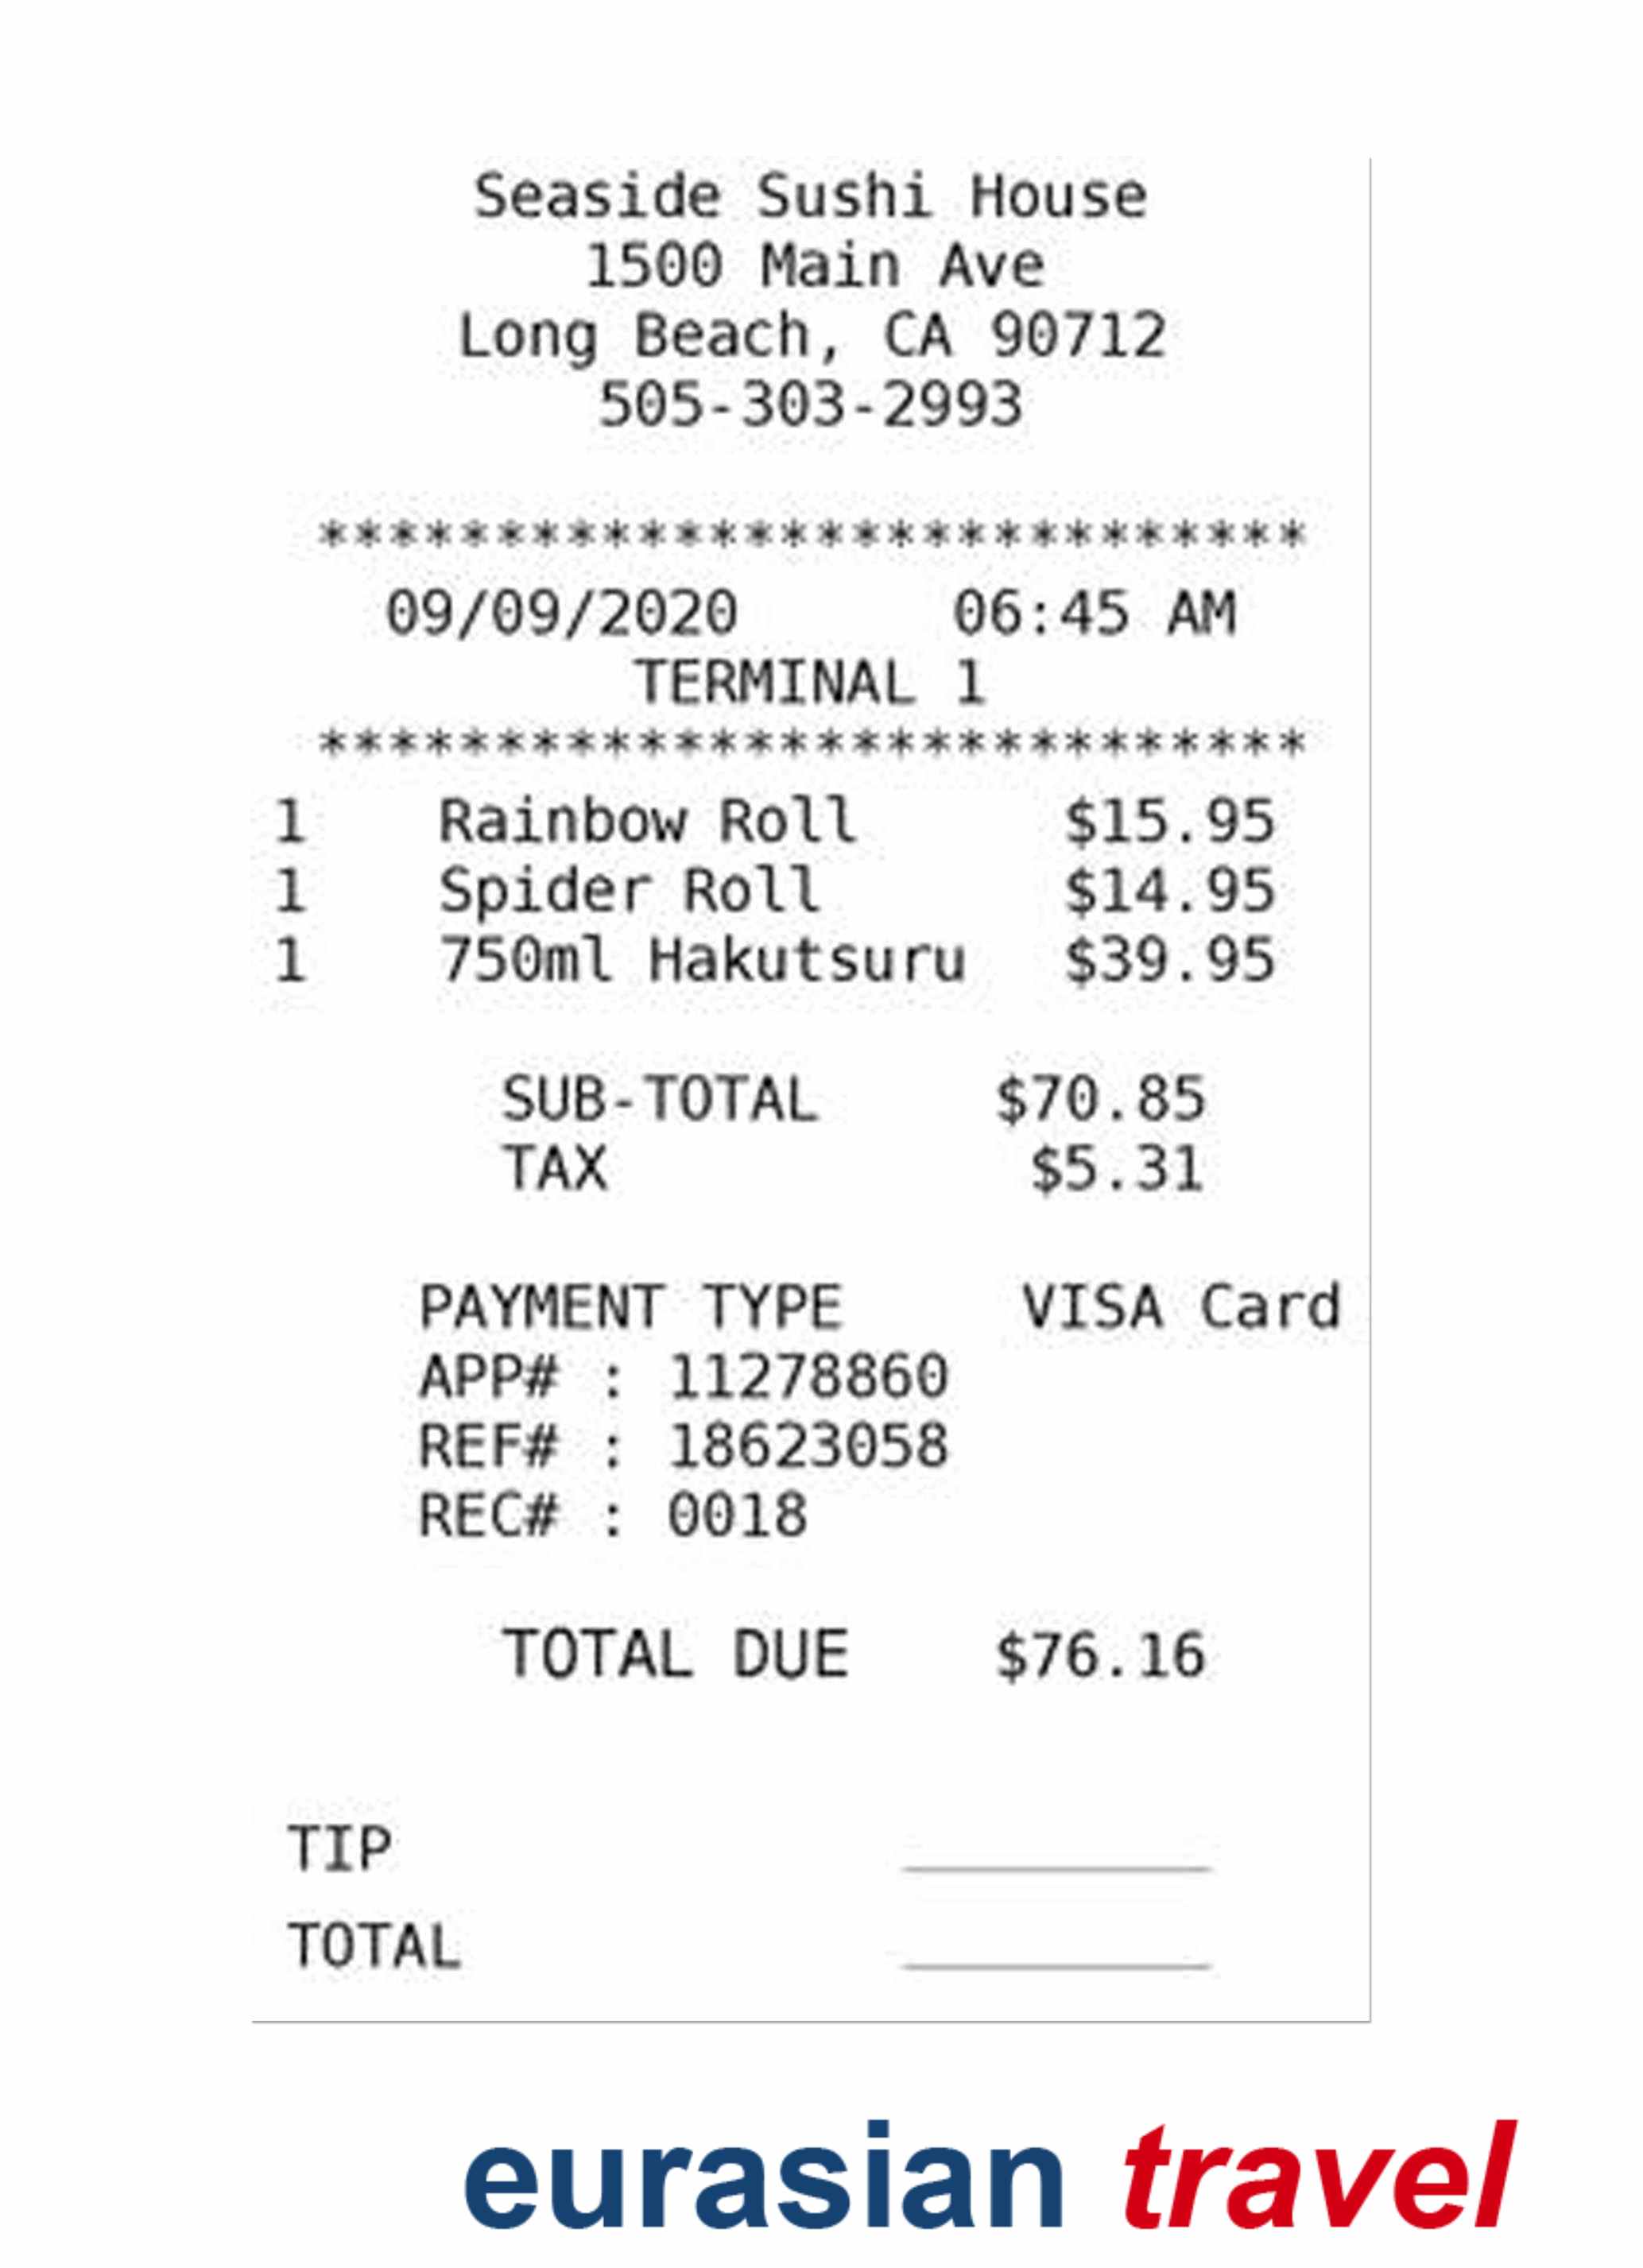 Seaside Sushi House
1500 Main Ave
Long Beach, CA 90712
505-303-2993
****************************
09/09/2020 06:45 AM
TERMINAL 1
****************************
1 Rainbow Roll $15.95
1 Spider Roll $14.95
1 750ml Hakutsuru $39.95
SUB-TOTAL $70.85
TAX $5.31
PAYMENT TYPE VISA Card
APP# : 11278860
REF# : 18623058
REC# : 0018
TOTAL DUE $76.16
TIP
TOTAL
eurasian travel